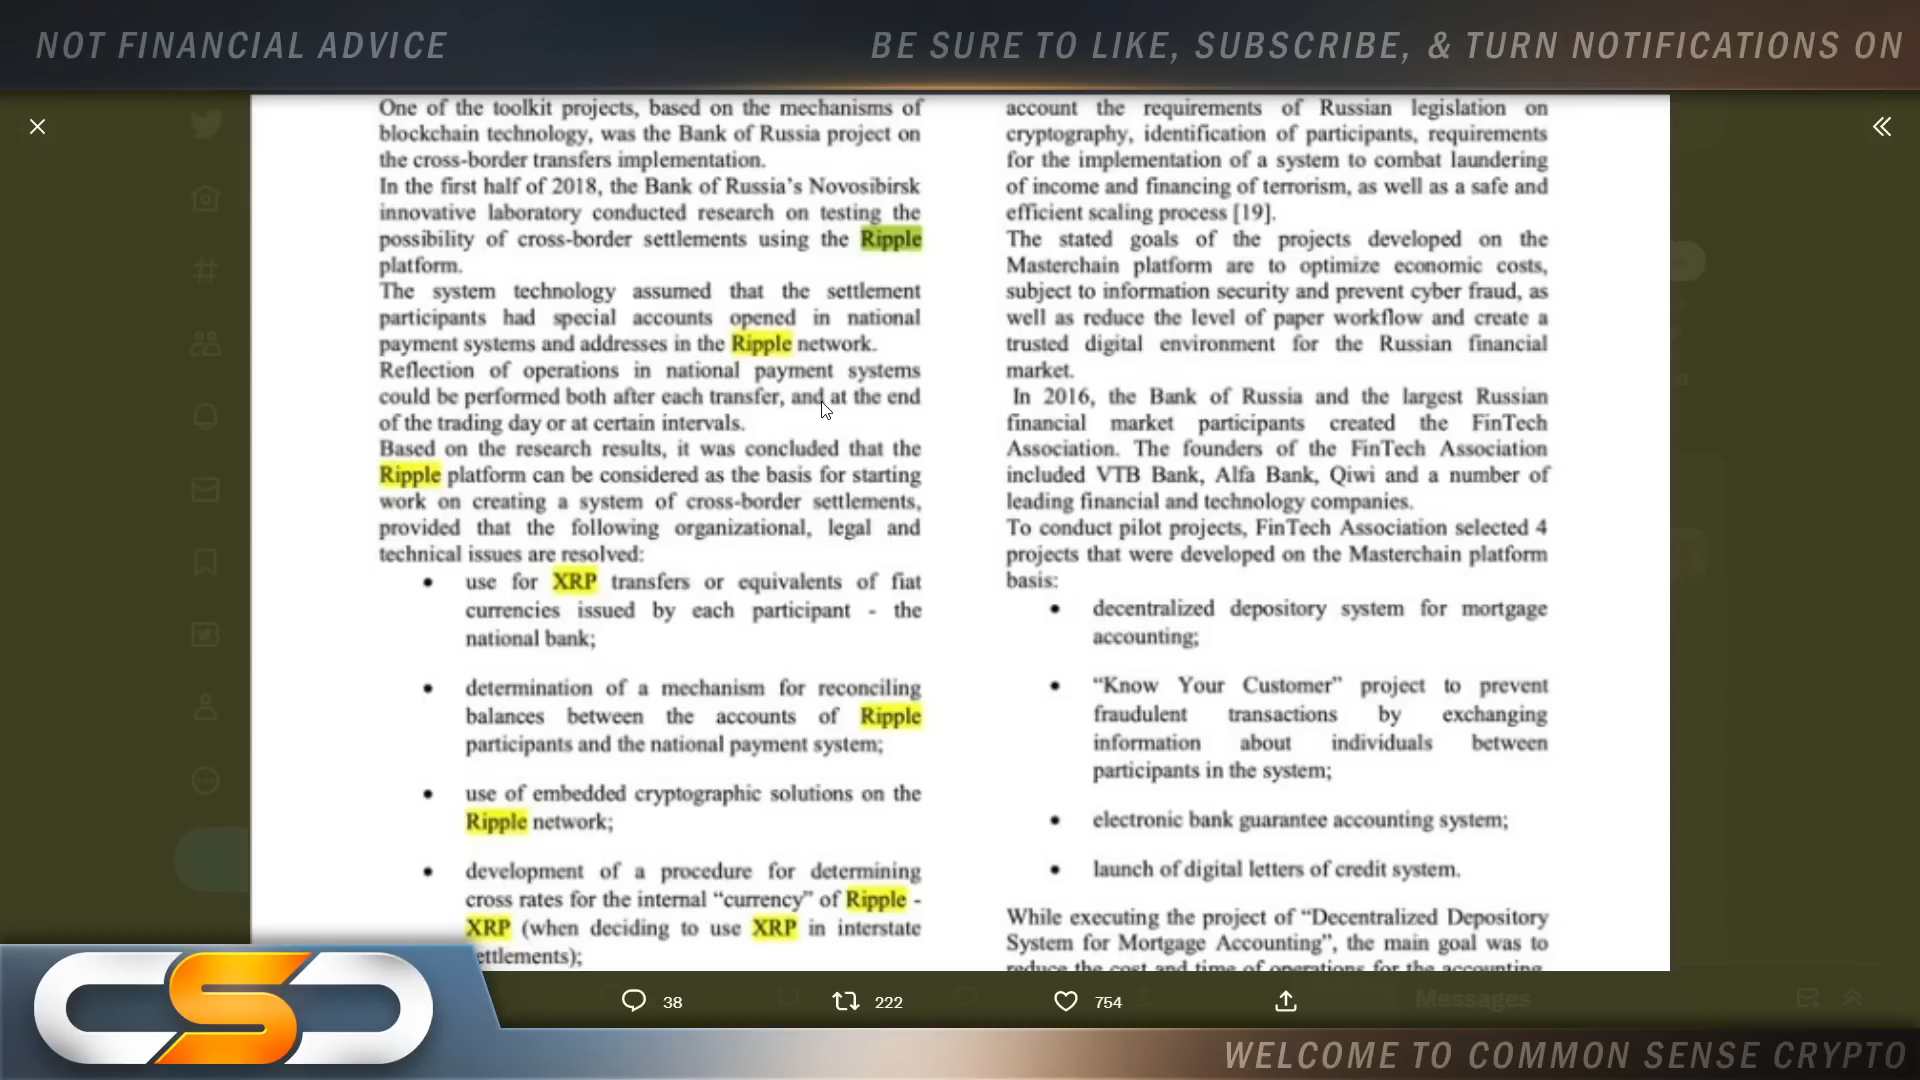 NOT FINANCIAL ADVICE
BE SURE TO LIKE, SUBSCRIBE, & TURN NOTIFICATIONS ON
One of the toolkit projects, based on the mechanisms of
blockchain technology, was the Bank of Russia project on
the cross-border transfers implementation.
In the first half of 2018, the Bank of Russia's Novosibirsk
innovative laboratory conducted research on testing the
possibility of cross-border settlements using the Ripple
platform.
The system technology assumed that the settlement
participants had special accounts opened in national
payment systems and addresses in the Ripple network.
Reflection of operations in national payment systems
could be performed both after each transfer, and at the end
of the trading day or at certain intervals.
Based on the research results, it was concluded that the
Ripple platform can be considered as the basis for starting
work on creating a system of cross-border settlements,
provided that the following organizational, legal and
technical issues are resolved:
• use for XRP transfers or equivalents of fiat
currencies issued by each participant - the
national bank;
• determination of a mechanism for reconciling
balances between the accounts of Ripple
participants and the national payment system;
• use of embedded cryptographic solutions on the
Ripple network;
• development of a procedure for determining
cross rates for the internal "currency" of Ripple -
XRP (when deciding to use XRP in interstate
ettlements);
account the requirements of Russian legislation on
cryptography, identification of participants, requirements
for the implementation of a system to combat laundering
of income and financing of terrorism, as well as a safe and
efficient scaling process [19].
The stated goals of the projects developed on the
Masterchain platform are to optimize economic costs,
subject to information security and prevent cyber fraud, as
well as reduce the level of paper workflow and create a
trusted digital environment for the Russian financial
market.
In 2016, the Bank of Russia and the largest Russian
financial market participants created the FinTech
Association. The founders of the FinTech Association
included VTB Bank, Alfa Bank, Qiwi and a number of
leading financial and technology companies.
To conduct pilot projects, FinTech Association selected 4
projects that were developed on the Masterchain platform
basis:
• decentralized depository system for mortgage
accounting;
• "Know Your Customer" project to prevent
fraudulent transactions by exchanging
information about individuals between
participants in the system;
• electronic bank guarantee accounting system;
• launch of digital letters of credit system.
While executing the project of "Decentralized Depository
System for Mortgage Accounting", the main goal was to
reduce the cost and time of operations for the accounting,
38
222
754
Messages
CSC
WELCOME TO COMMON SENSE CRYPTO